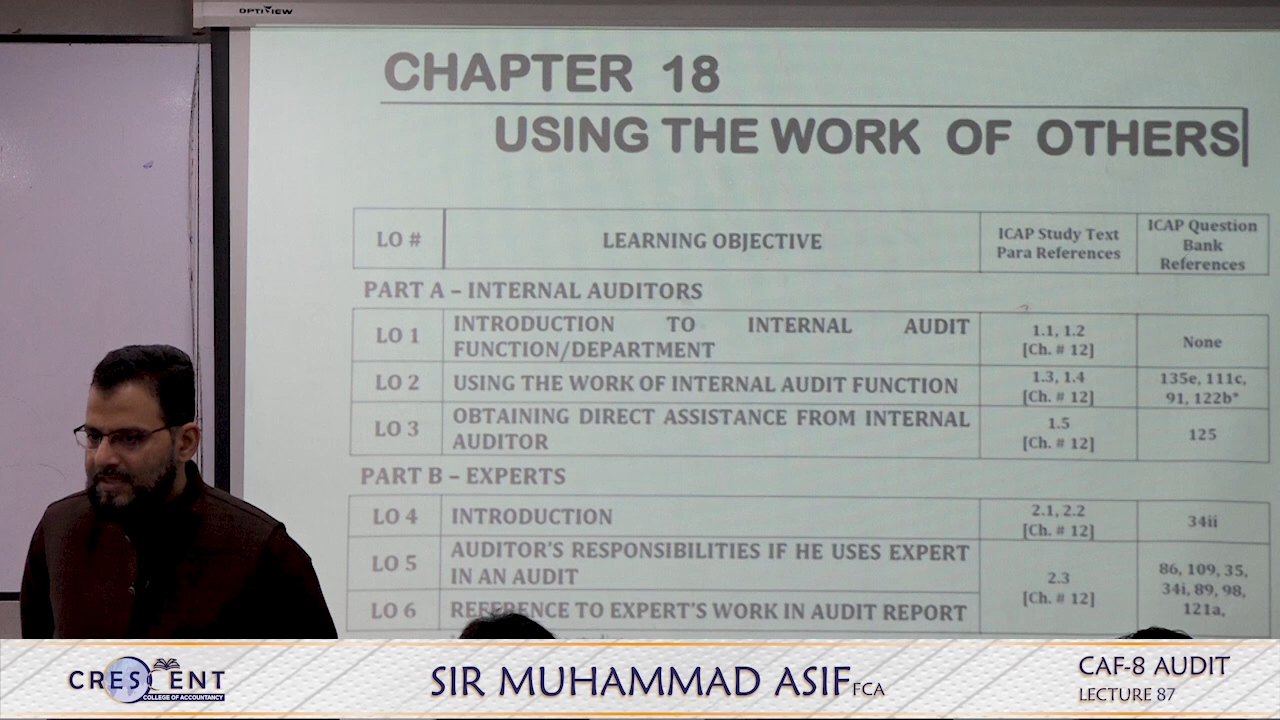 OPTIVIEW
CHAPTER 18
USING THE WORK OF OTHERS
LO # LEARNING OBJECTIVE ICAP Study Text Para References ICAP Question Bank References
PART A – INTERNAL AUDITORS
LO 1 INTRODUCTION TO INTERNAL AUDIT FUNCTION/DEPARTMENT 1.1, 1.2 [Ch. # 12] None
LO 2 USING THE WORK OF INTERNAL AUDIT FUNCTION 1.3, 1.4 [Ch. # 12] 135e, 111c, 91, 122b*
LO 3 OBTAINING DIRECT ASSISTANCE FROM INTERNAL AUDITOR 1.5 [Ch. # 12] 125
PART B – EXPERTS
LO 4 INTRODUCTION 2.1, 2.2 [Ch. # 12] 34ii
LO 5 AUDITOR'S RESPONSIBILITIES IF HE USES EXPERT IN AN AUDIT 2.3 [Ch. # 12] 86, 109, 35, 34i, 89, 98, 121a,
LO 6 REFERENCE TO EXPERT'S WORK IN AUDIT REPORT
CRESCENT
COLLEGE OF ACCOUNTANCY
SIR MUHAMMAD ASIF FCA
CAF-8 AUDIT
LECTURE 87